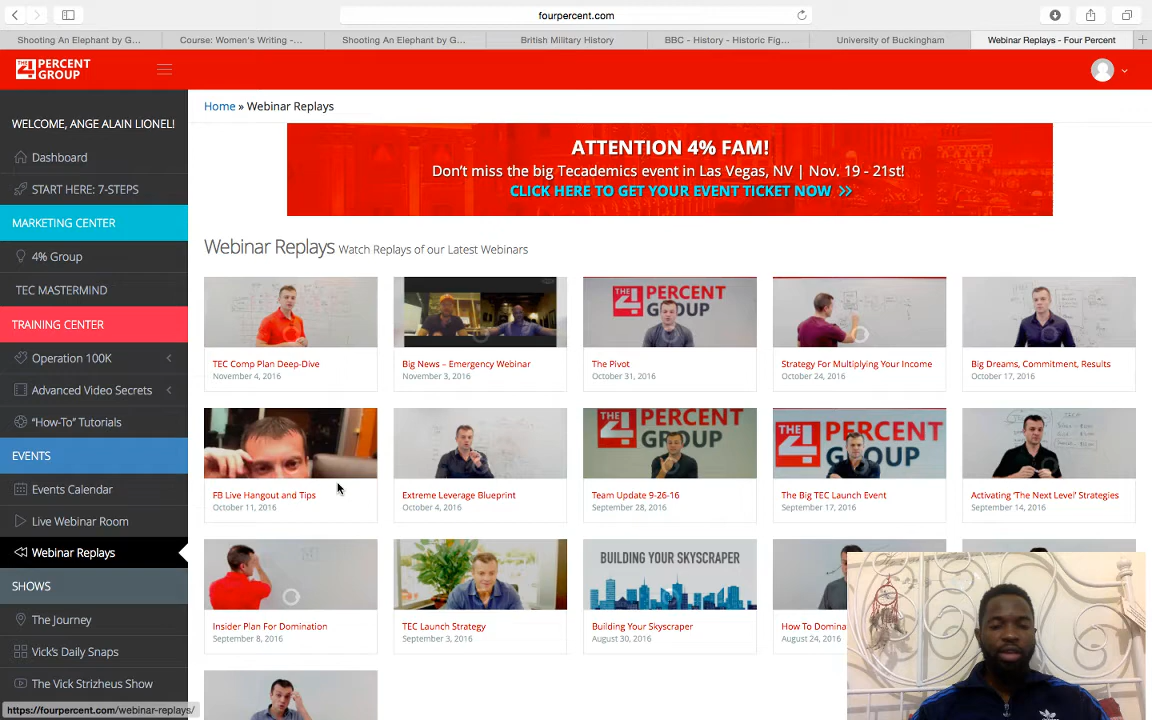 fourpercent.com
Shooting An Elephant by G...
Course: Women's Writing -...
Shooting An Elephant by G...
British Military History
BBC - History - Historic Fig...
University of Buckingham
Webinar Replays - Four Percent
THE 4 PERCENT GROUP
WELCOME, ANGE ALAIN LIONEL!
Dashboard
START HERE: 7-STEPS
MARKETING CENTER
4% Group
TEC MASTERMIND
TRAINING CENTER
Operation 100K
Advanced Video Secrets
"How-To" Tutorials
EVENTS
Events Calendar
Live Webinar Room
Webinar Replays
SHOWS
The Journey
Vick's Daily Snaps
The Vick Strizheus Show
https://fourpercent.com/webinar-replays/
Home » Webinar Replays
ATTENTION 4% FAM!
Don't miss the big Tecademics event in Las Vegas, NV | Nov. 19 - 21st!
CLICK HERE TO GET YOUR EVENT TICKET NOW >>
Webinar Replays Watch Replays of our Latest Webinars
TEC Comp Plan Deep-Dive
November 4, 2016
Big News – Emergency Webinar
November 3, 2016
THE 4 PERCENT GROUP
The Pivot
October 31, 2016
Strategy For Multiplying Your Income
October 24, 2016
Big Dreams, Commitment, Results
October 17, 2016
FB Live Hangout and Tips
October 11, 2016
Extreme Leverage Blueprint
October 4, 2016
THE 4 PERCENT GROUP
Team Update 9-26-16
September 28, 2016
THE 4 PERCENT GROUP
The Big TEC Launch Event
September 17, 2016
Activating 'The Next Level' Strategies
September 14, 2016
Insider Plan For Domination
September 8, 2016
TEC Launch Strategy
September 3, 2016
BUILDING YOUR SKYSCRAPER
Building Your Skyscraper
August 30, 2016
How To Domina
August 24, 2016